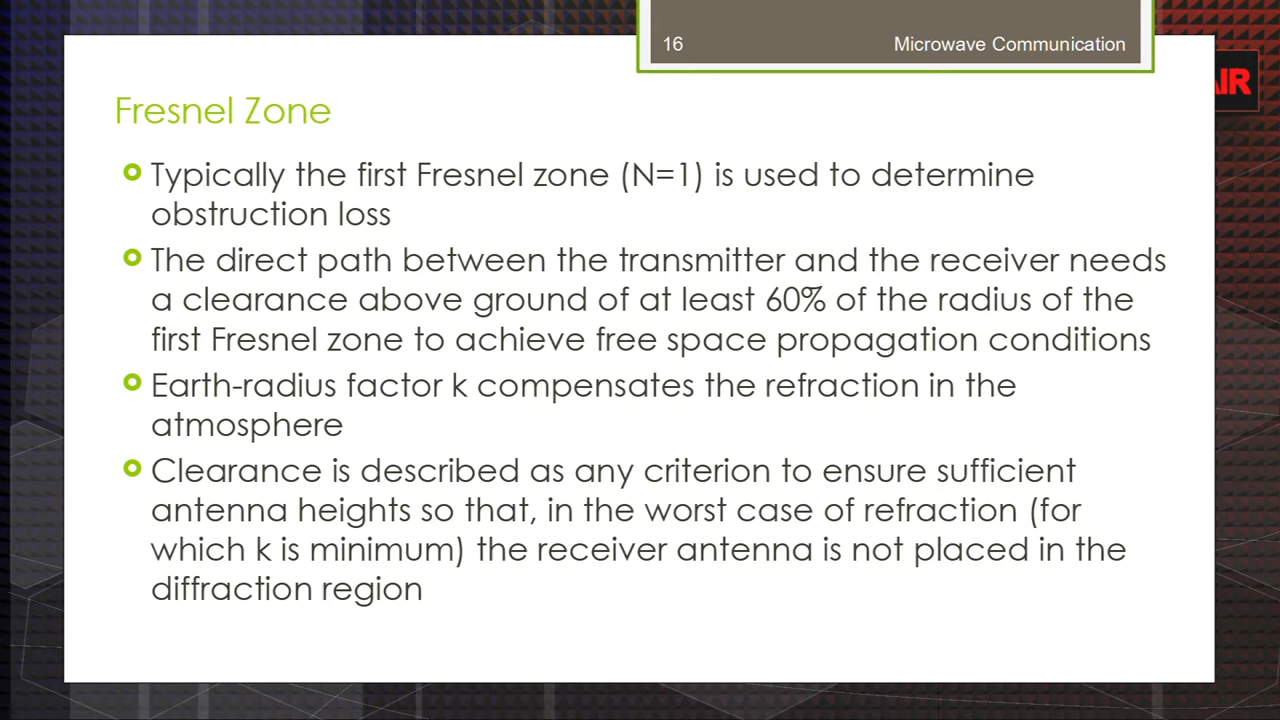 16 Microwave Communication
Fresnel Zone
Typically the first Fresnel zone (N=1) is used to determine
obstruction loss
The direct path between the transmitter and the receiver needs
a clearance above ground of at least 60% of the radius of the
first Fresnel zone to achieve free space propagation conditions
Earth-radius factor k compensates the refraction in the
atmosphere
Clearance is described as any criterion to ensure sufficient
antenna heights so that, in the worst case of refraction (for
which k is minimum) the receiver antenna is not placed in the
diffraction region